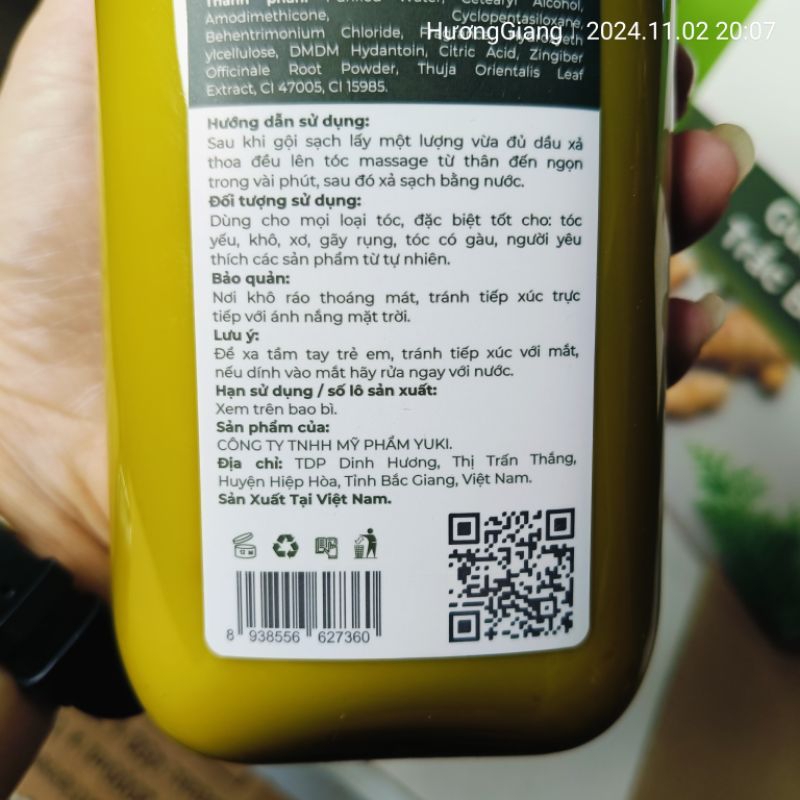 Thành phần: Purified Water, Cetearyl Alcohol,
Amodimethicone, Cyclopentasiloxane,
Behentrimonium Chloride,
ylcellulose, DMDM Hydantoin, Citric Acid, Zingiber
Officinale Root Powder, Thuja Orientalis Leaf
Extract, CI 47005, CI 15985.
HươngGiang | 2024.11.02 20:07
Hướng dẫn sử dụng:
Sau khi gội sạch lấy một lượng vừa đủ dầu xả
thoa đều lên tóc massage từ thân đến ngọn
trong vài phút, sau đó xả sạch bằng nước.
Đối tượng sử dụng:
Dùng cho mọi loại tóc, đặc biệt tốt cho: tóc
yếu, khô, xơ, gãy rụng, tóc có gàu, người yêu
thích các sản phẩm từ tự nhiên.
Bảo quản:
Nơi khô ráo thoáng mát, tránh tiếp xúc trực
tiếp với ánh nắng mặt trời.
Lưu ý:
Để xa tầm tay trẻ em, tránh tiếp xúc với mắt,
nếu dính vào mắt hãy rửa ngay với nước.
Hạn sử dụng / số lô sản xuất:
Xem trên bao bì.
Sản phẩm của:
CÔNG TY TNHH MỸ PHẨM YUKI.
Địa chỉ: TDP Dinh Hương, Thị Trấn Thắng,
Huyện Hiệp Hòa, Tỉnh Bắc Giang, Việt Nam.
Sản Xuất Tại Việt Nam.
12 M
8 938556 627360
Trắc